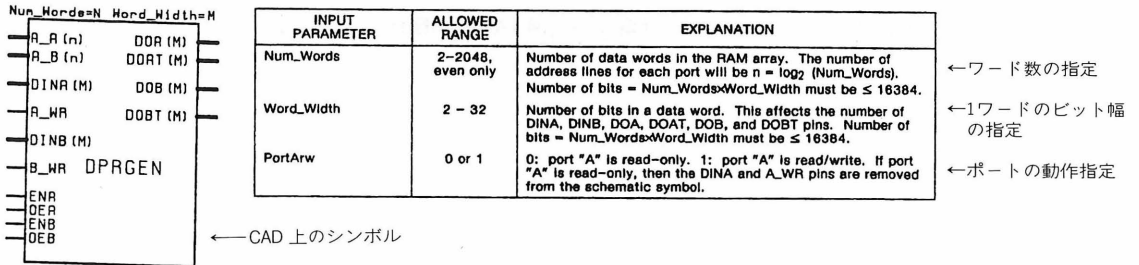 Num_Words=N Word_Width=M
A_A (n) DOA (M)
A_B (n) DOAT (M)
DINA (M) DOB (M)
A_WR DOBT (M)
DINB (M)
B_WR DPRGEN
ENA
OEA
ENB
OEB
←CAD 上のシンボル
INPUT PARAMETER
ALLOWED RANGE
EXPLANATION
Num_Words
2-2048, even only
Number of data words in the RAM array. The number of
address lines for each port will be n = log2 (Num_Words).
Number of bits = Num_Words×Word_Width must be ≤ 16384.
←ワード数の指定
Word_Width
2 - 32
Number of bits in a data word. This affects the number of
DINA, DINB, DOA, DOAT, DOB, and DOBT pins. Number of
bits = Num_Words×Word_Width must be ≤ 16384.
←1ワードのビット幅
の指定
PortArw
0 or 1
0: port "A" is read-only. 1: port "A" is read/write. If port
"A" is read-only, then the DINA and A_WR pins are removed
from the schematic symbol.
←ポートの動作指定